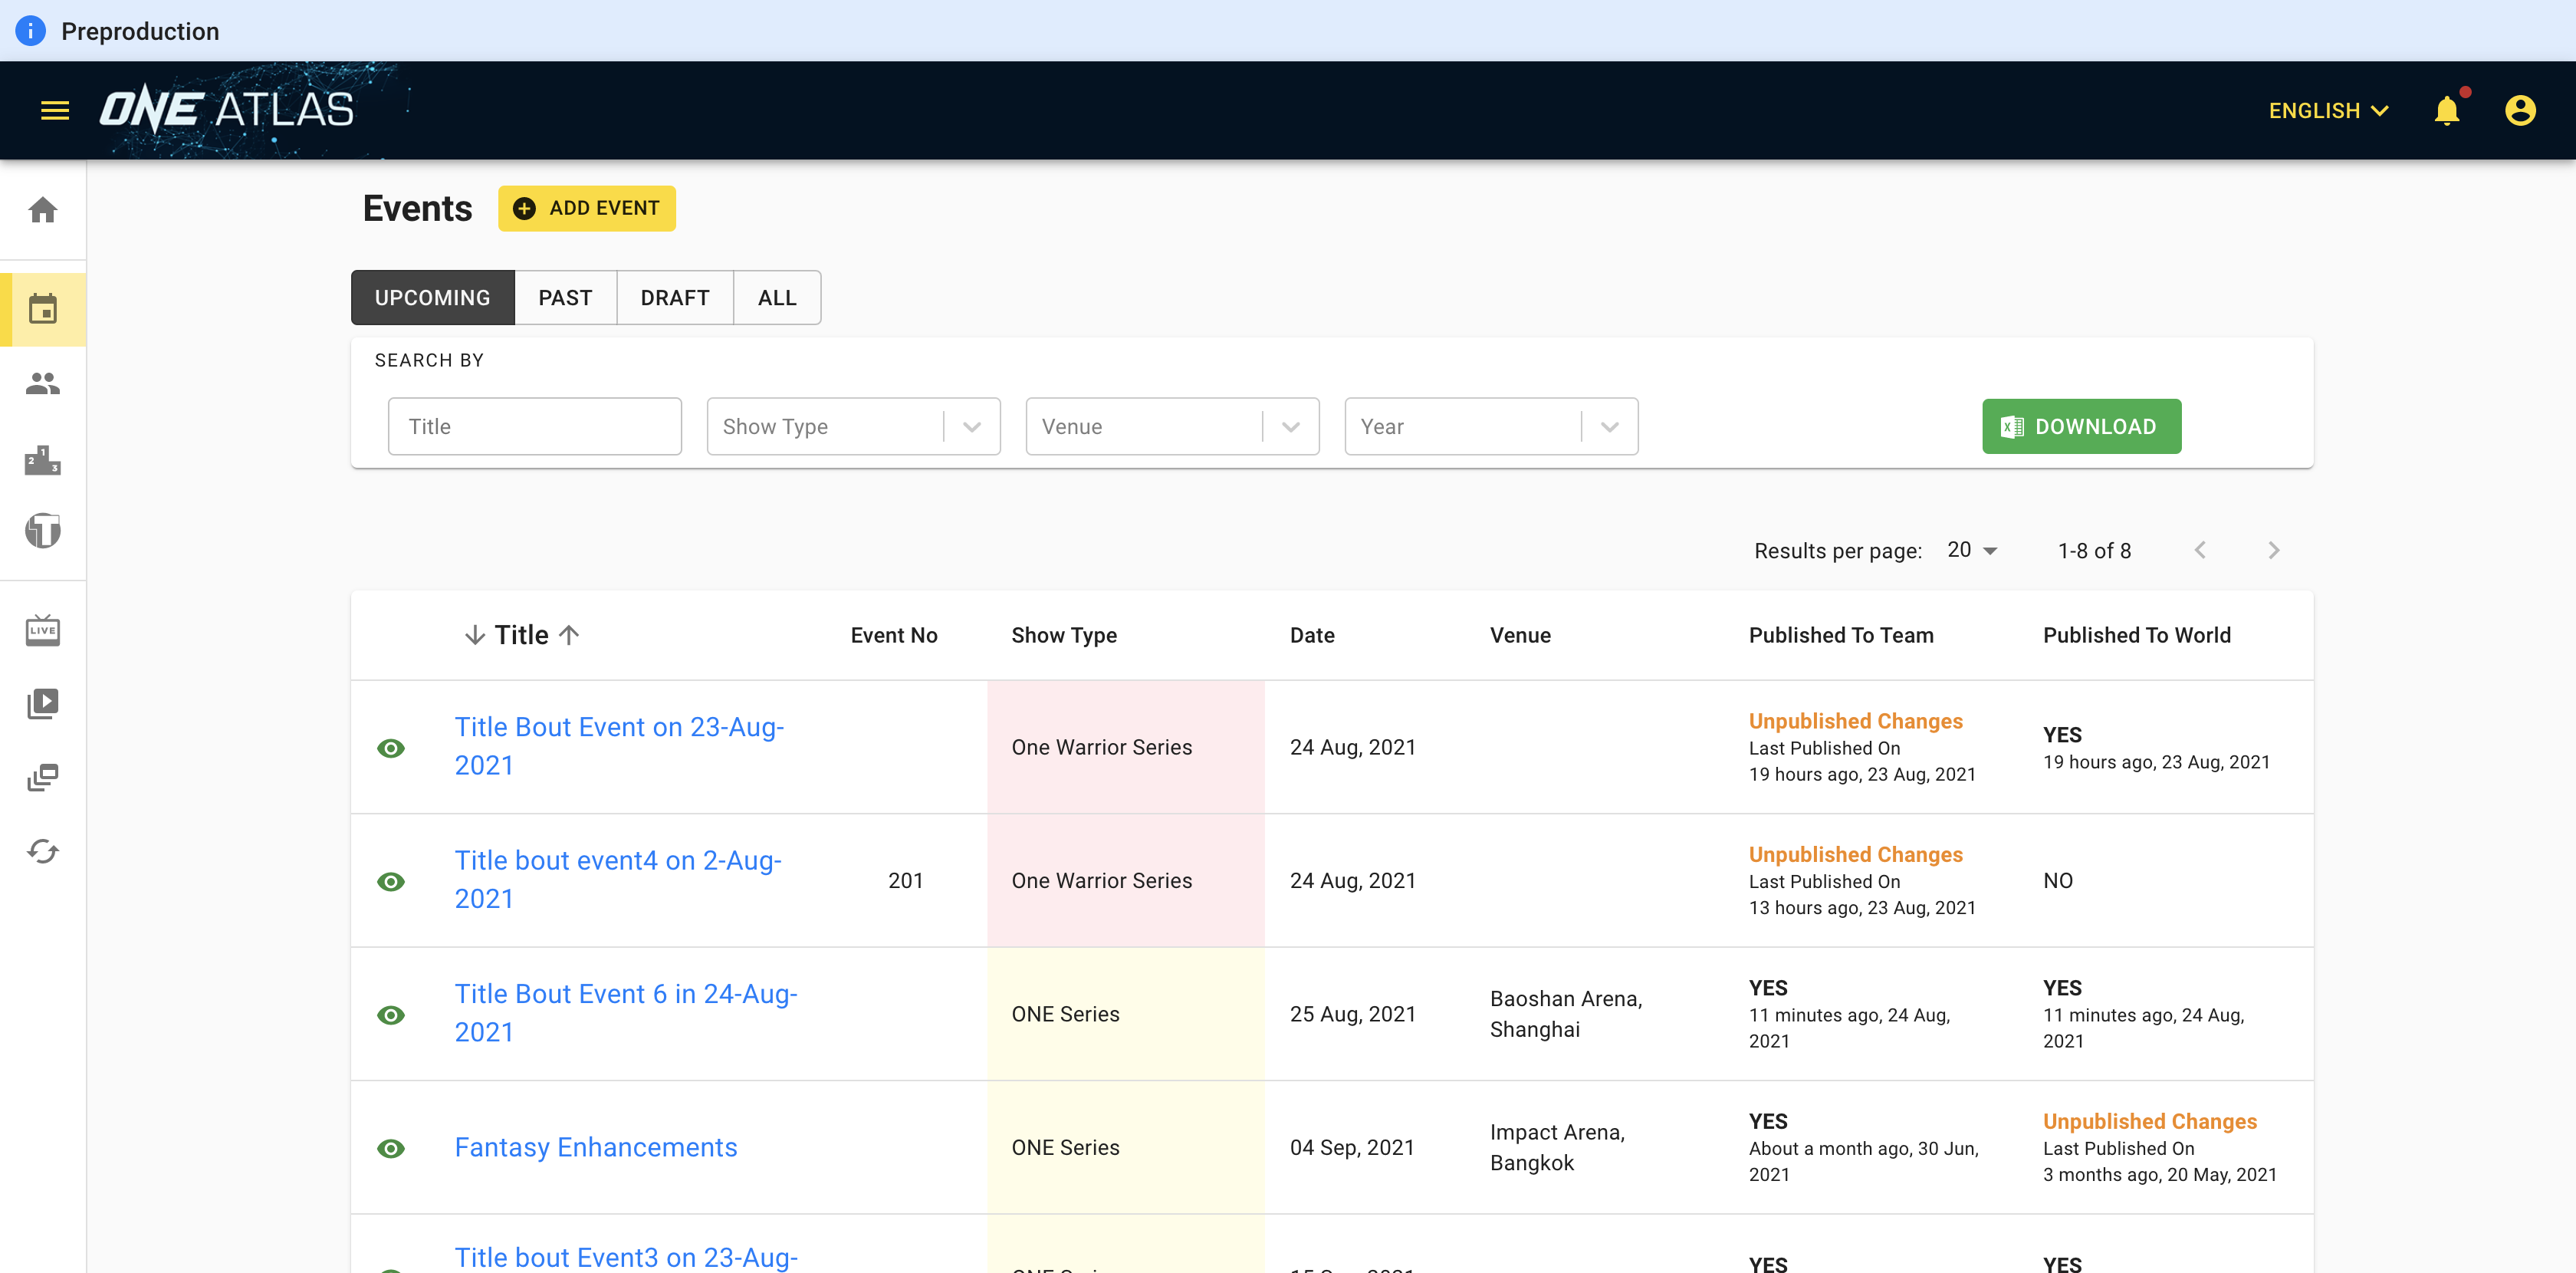 Preproduction
ONE ATLAS
ENGLISH
Events
ADD EVENT
UPCOMING
PAST
DRAFT
ALL
SEARCH BY
Title
Show Type
Venue
Year
DOWNLOAD
Results per page: 20
1-8 of 8
Title
Event No
Show Type
Date
Venue
Published To Team
Published To World
Title Bout Event on 23-Aug-
2021
One Warrior Series
24 Aug, 2021
Unpublished Changes
Last Published On
19 hours ago, 23 Aug, 2021
YES
19 hours ago, 23 Aug, 2021
Title bout event4 on 2-Aug-
2021
201
One Warrior Series
24 Aug, 2021
Unpublished Changes
Last Published On
13 hours ago, 23 Aug, 2021
NO
Title Bout Event 6 in 24-Aug-
2021
ONE Series
25 Aug, 2021
Baoshan Arena,
Shanghai
YES
11 minutes ago, 24 Aug,
2021
YES
11 minutes ago, 24 Aug,
2021
Fantasy Enhancements
ONE Series
04 Sep, 2021
Impact Arena,
Bangkok
YES
About a month ago, 30 Jun,
2021
Unpublished Changes
Last Published On
3 months ago, 20 May, 2021
Title bout Event3 on 23-Aug-
YES
YES
1
2
3
LIVE